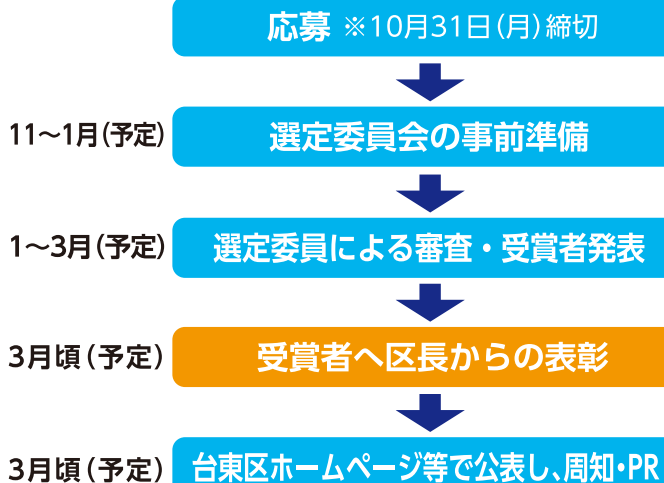 応募 ※10月31日(月)締切
11〜1月(予定) 選定委員会の事前準備
1〜3月(予定) 選定委員による審査・受賞者発表
3月頃(予定) 受賞者へ区長からの表彰
3月頃(予定) 台東区ホームページ等で公表し、周知・PR